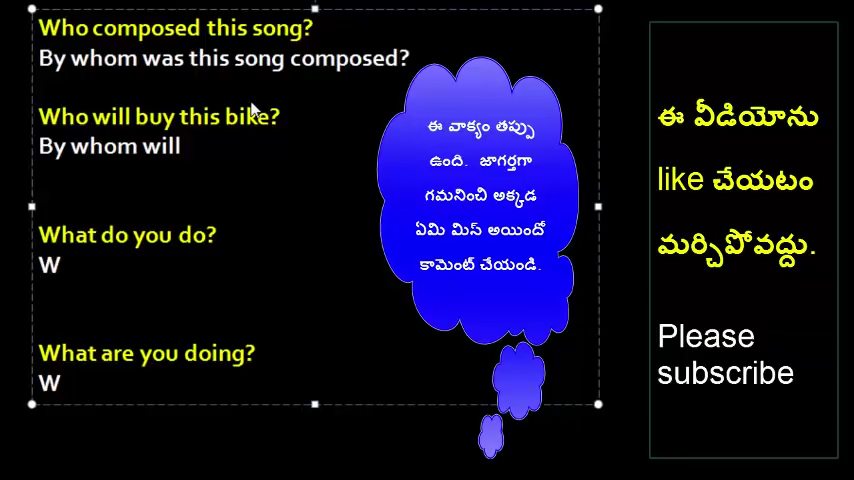 Who composed this song?
By whom was this song composed?
Who will buy this bike?
By whom will
What do you do?
W
What are you doing?
W
ఈ వాక్యం తప్పు
ఉంది. జాగర్తగా
గమనించి అక్కడ
ఏమి మిస్ అయిందో
కామెంట్ చేయండి.
ఈ వీడియోను
like చేయటం
మర్చిపోవద్దు.
Please
subscribe